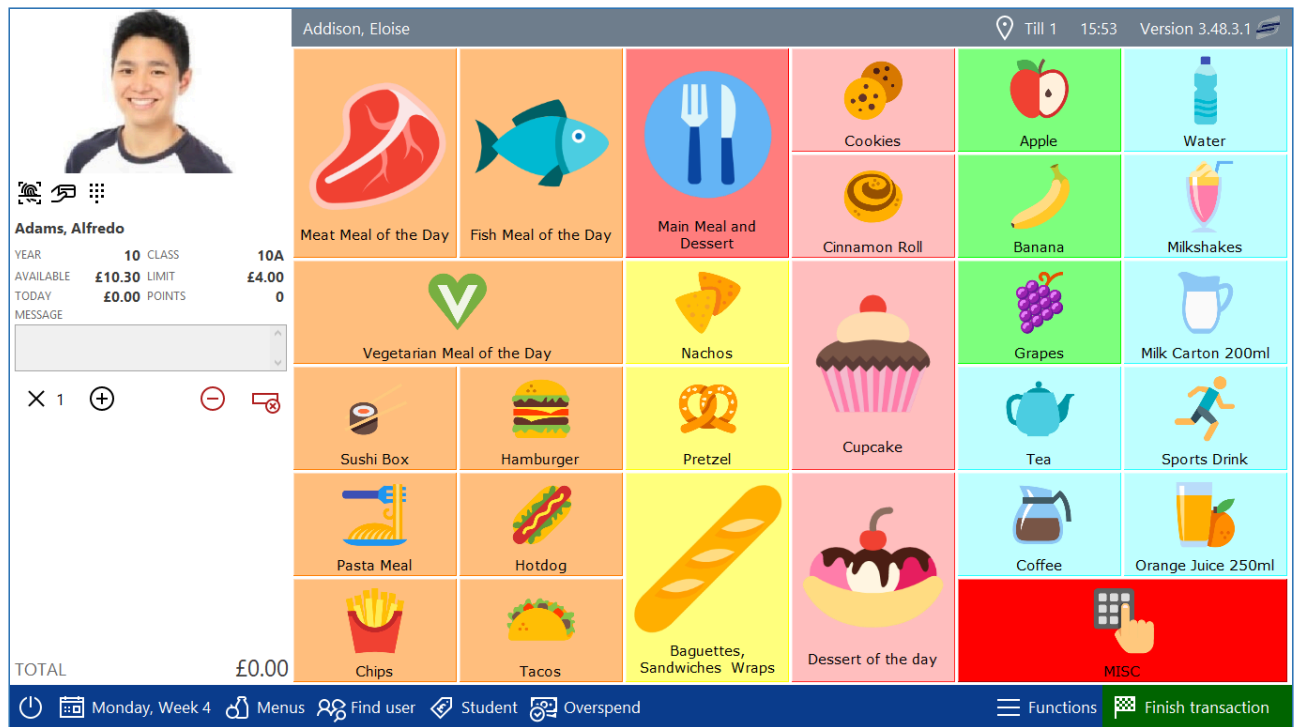 Addison, Eloise
Till 1 15:53 Version 3.48.3.1
Adams, Alfredo
YEAR 10 CLASS 10A
AVAILABLE £10.30 LIMIT £4.00
TODAY £0.00 POINTS 0
MESSAGE
1
TOTAL £0.00
Meat Meal of the Day
Fish Meal of the Day
Main Meal and
Dessert
Cookies
Apple
Water
Cinnamon Roll
Banana
Milkshakes
Vegetarian Meal of the Day
Nachos
Grapes
Milk Carton 200ml
Sushi Box
Hamburger
Pretzel
Cupcake
Tea
Sports Drink
Pasta Meal
Hotdog
Coffee
Orange Juice 250ml
Chips
Tacos
Baguettes,
Sandwiches Wraps
Dessert of the day
MISC
Monday, Week 4 Menus Find user Student Overspend Functions Finish transaction